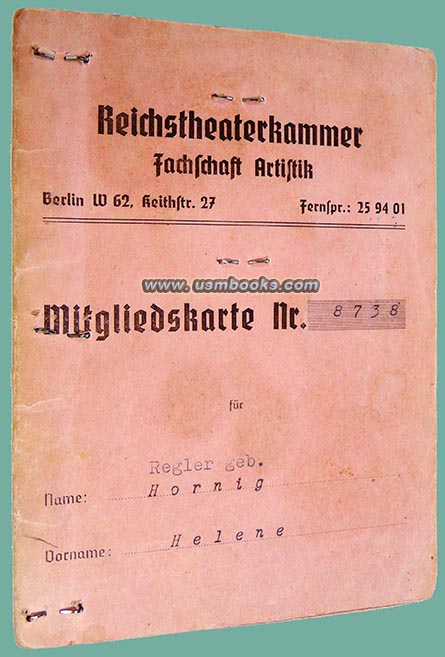 Reichstheaterkammer
Fachschaft Artistik
Berlin W 62, Keithstr. 27 Fernspr.: 25 94 01
www.usmbooks.com
Mitgliedskarte Nr. 8738
für
Regler geb.
Name: Hornig
Vorname: Helene